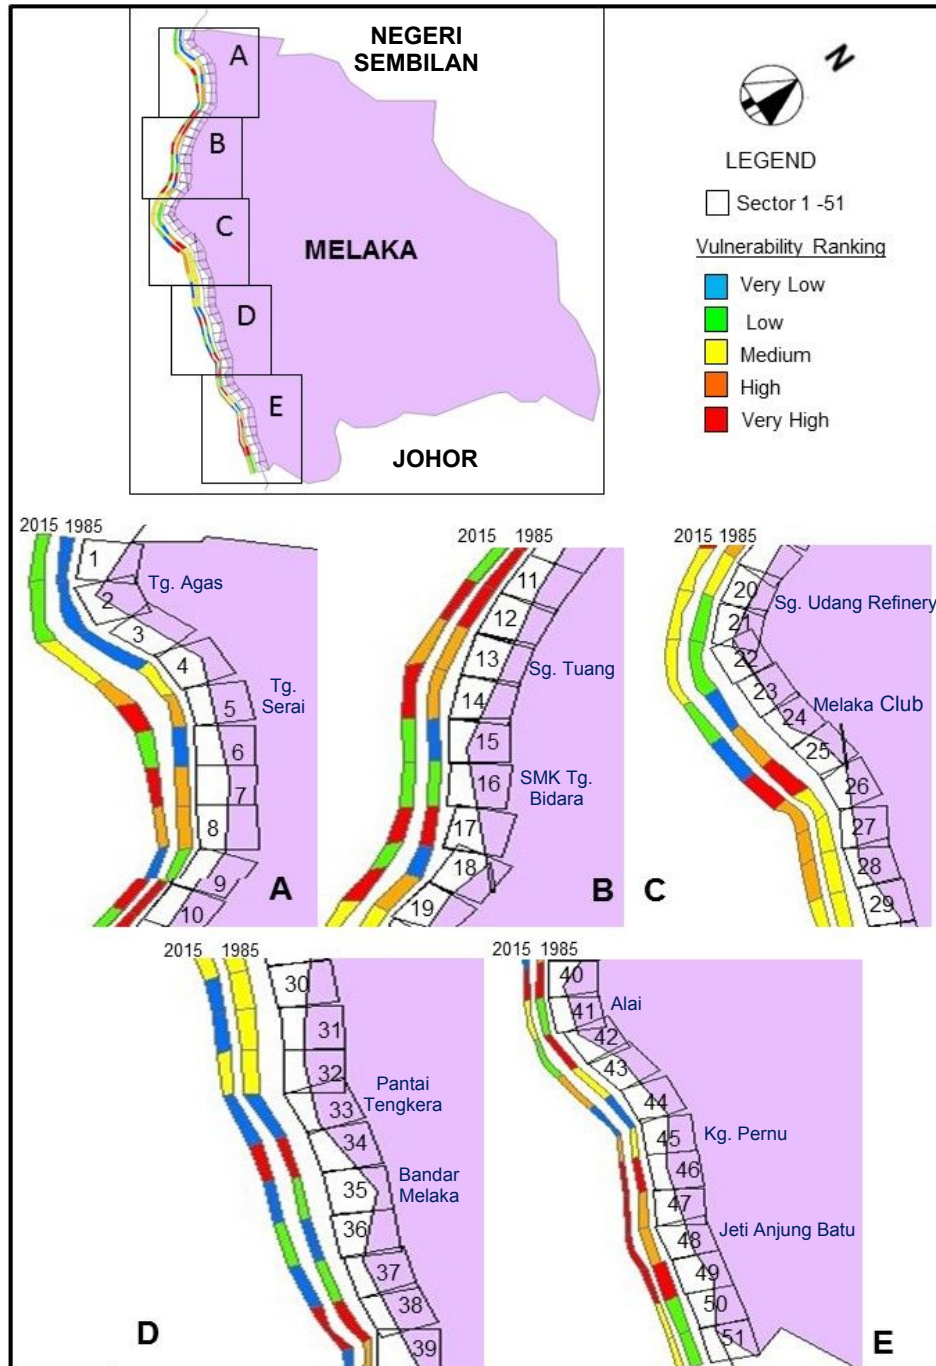 NEGERI
SEMBILAN
A
B
C
MELAKA
D
E
JOHOR
N
LEGEND
Sector 1 -51
Vulnerability Ranking
Very Low
Low
Medium
High
Very High
2015 1985
1
2
Tg. Agas
3
4
Tg.
Serai
5
6
7
8
9
10
A
2015 1985
11
12
13
Sg. Tuang
14
15
16
SMK Tg.
Bidara
17
18
19
B
2015 1985
20
Sg. Udang Refinery
21
22
23
24
Melaka Club
25
26
27
28
29
C
2015 1985
30
31
32
Pantai
Tengkera
33
34
Bandar
Melaka
35
36
37
38
39
D
2015 1985
40
41
Alai
42
43
44
45
Kg. Pernu
46
47
48
Jeti Anjung Batu
49
50
51
E